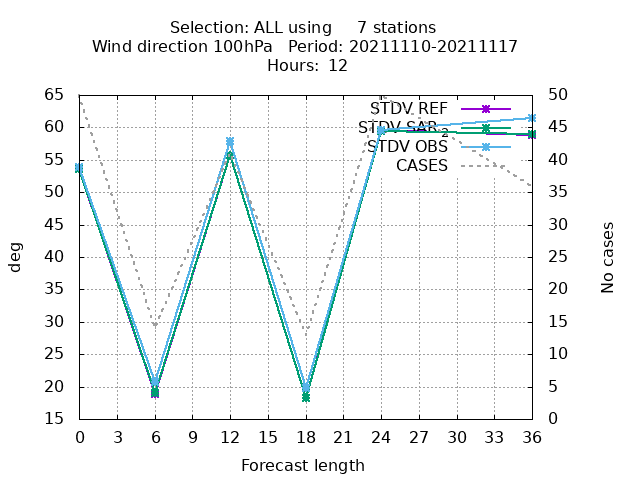 Selection: ALL using 7 stations
Wind direction 100hPa Period: 20211110-20211117
Hours: 12
65 50
60 45
55 40
50 35
45 30
40 25
35 20
30 15
25 10
20 5
15 0
deg
No cases
STDV REF
STDV SAR 2
STDV OBS
CASES
0 3 6 9 12 15 18 21 24 27 30 33 36
Forecast length